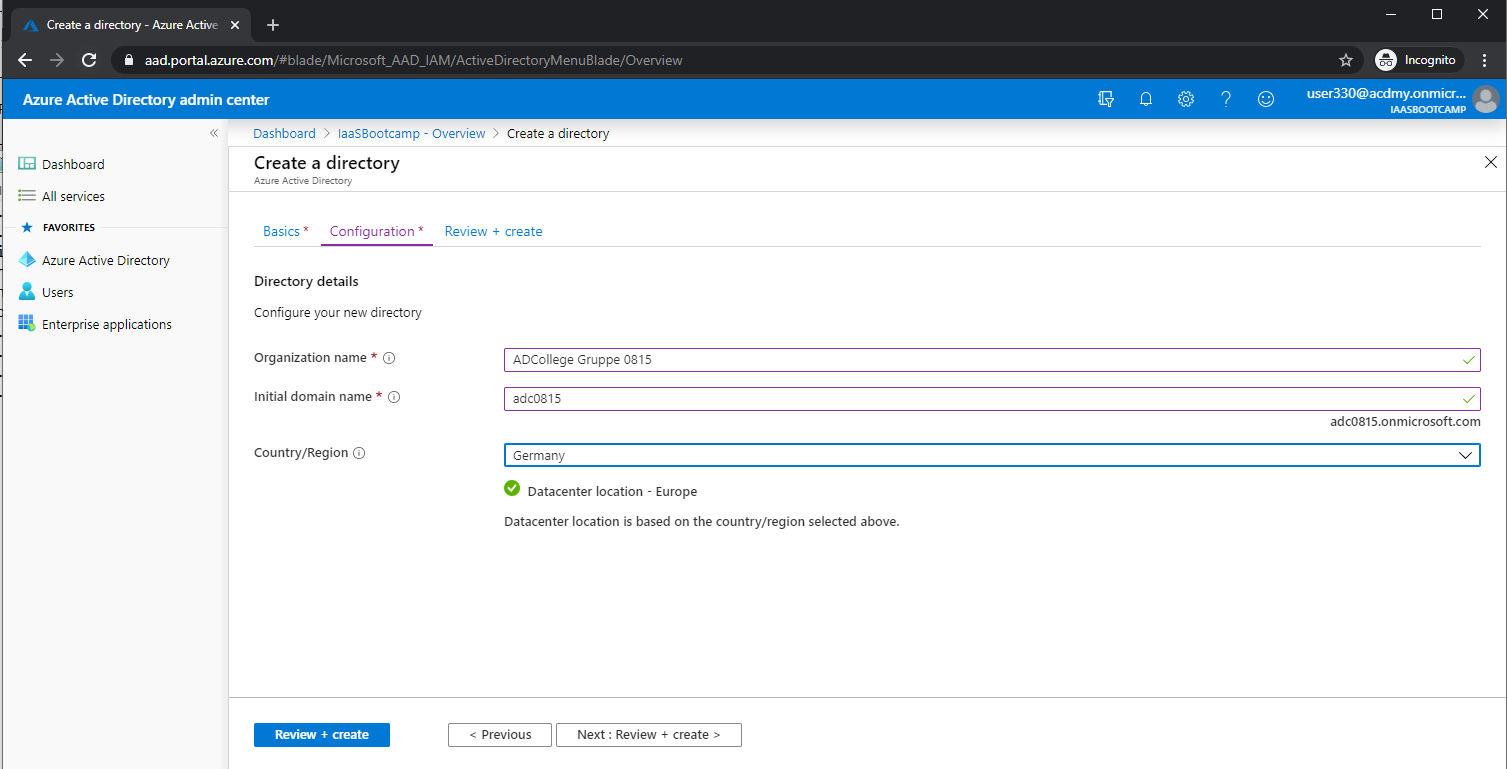 Create a directory - Azure Active
aad.portal.azure.com/#blade/Microsoft_AAD_IAM/ActiveDirectoryMenuBlade/Overview
Incognito
Azure Active Directory admin center
user330@acdmy.onmicr...
IAASBOOTCAMP
Dashboard > IaaSBootcamp - Overview > Create a directory
Create a directory
Azure Active Directory
Dashboard
All services
FAVORITES
Azure Active Directory
Users
Enterprise applications
Basics * Configuration * Review + create
Directory details
Configure your new directory
Organization name * ADCollege Gruppe 0815
Initial domain name * adc0815
adc0815.onmicrosoft.com
Country/Region Germany
Datacenter location - Europe
Datacenter location is based on the country/region selected above.
Review + create < Previous Next : Review + create >